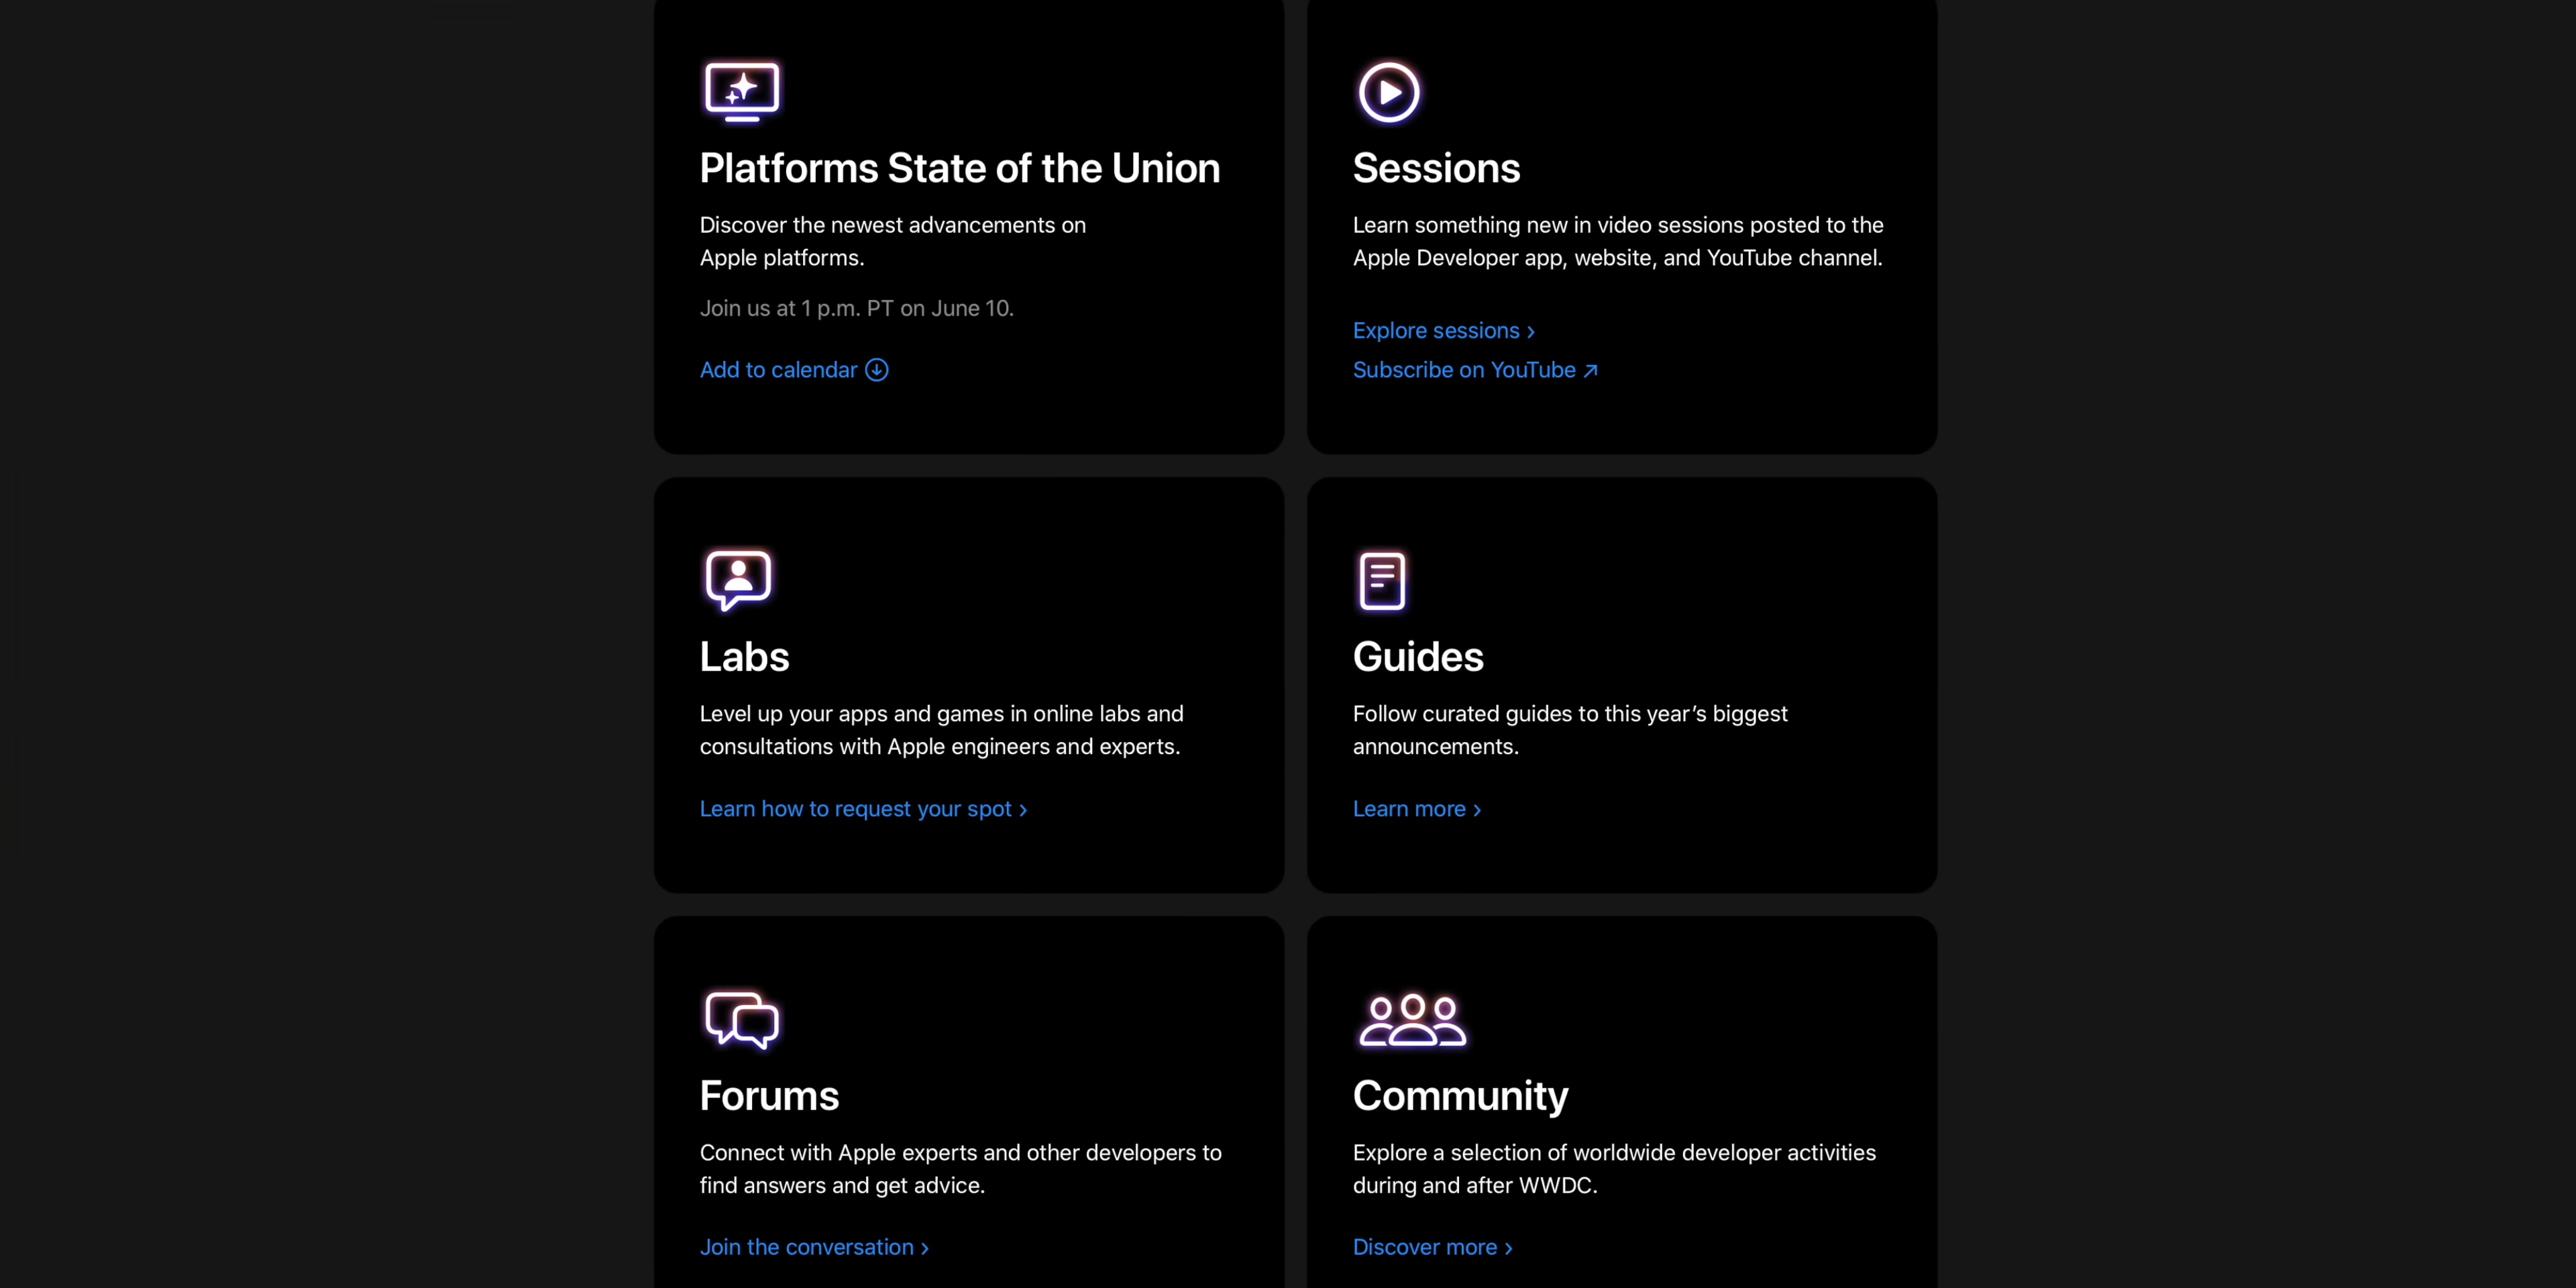 Platforms State of the Union
Discover the newest advancements on
Apple platforms.
Join us at 1 p.m. PT on June 10.
Add to calendar
Sessions
Learn something new in video sessions posted to the
Apple Developer app, website, and YouTube channel.
Explore sessions ›
Subscribe on YouTube ↗
Labs
Level up your apps and games in online labs and
consultations with Apple engineers and experts.
Learn how to request your spot ›
Guides
Follow curated guides to this year’s biggest
announcements.
Learn more ›
Forums
Connect with Apple experts and other developers to
find answers and get advice.
Join the conversation ›
Community
Explore a selection of worldwide developer activities
during and after WWDC.
Discover more ›